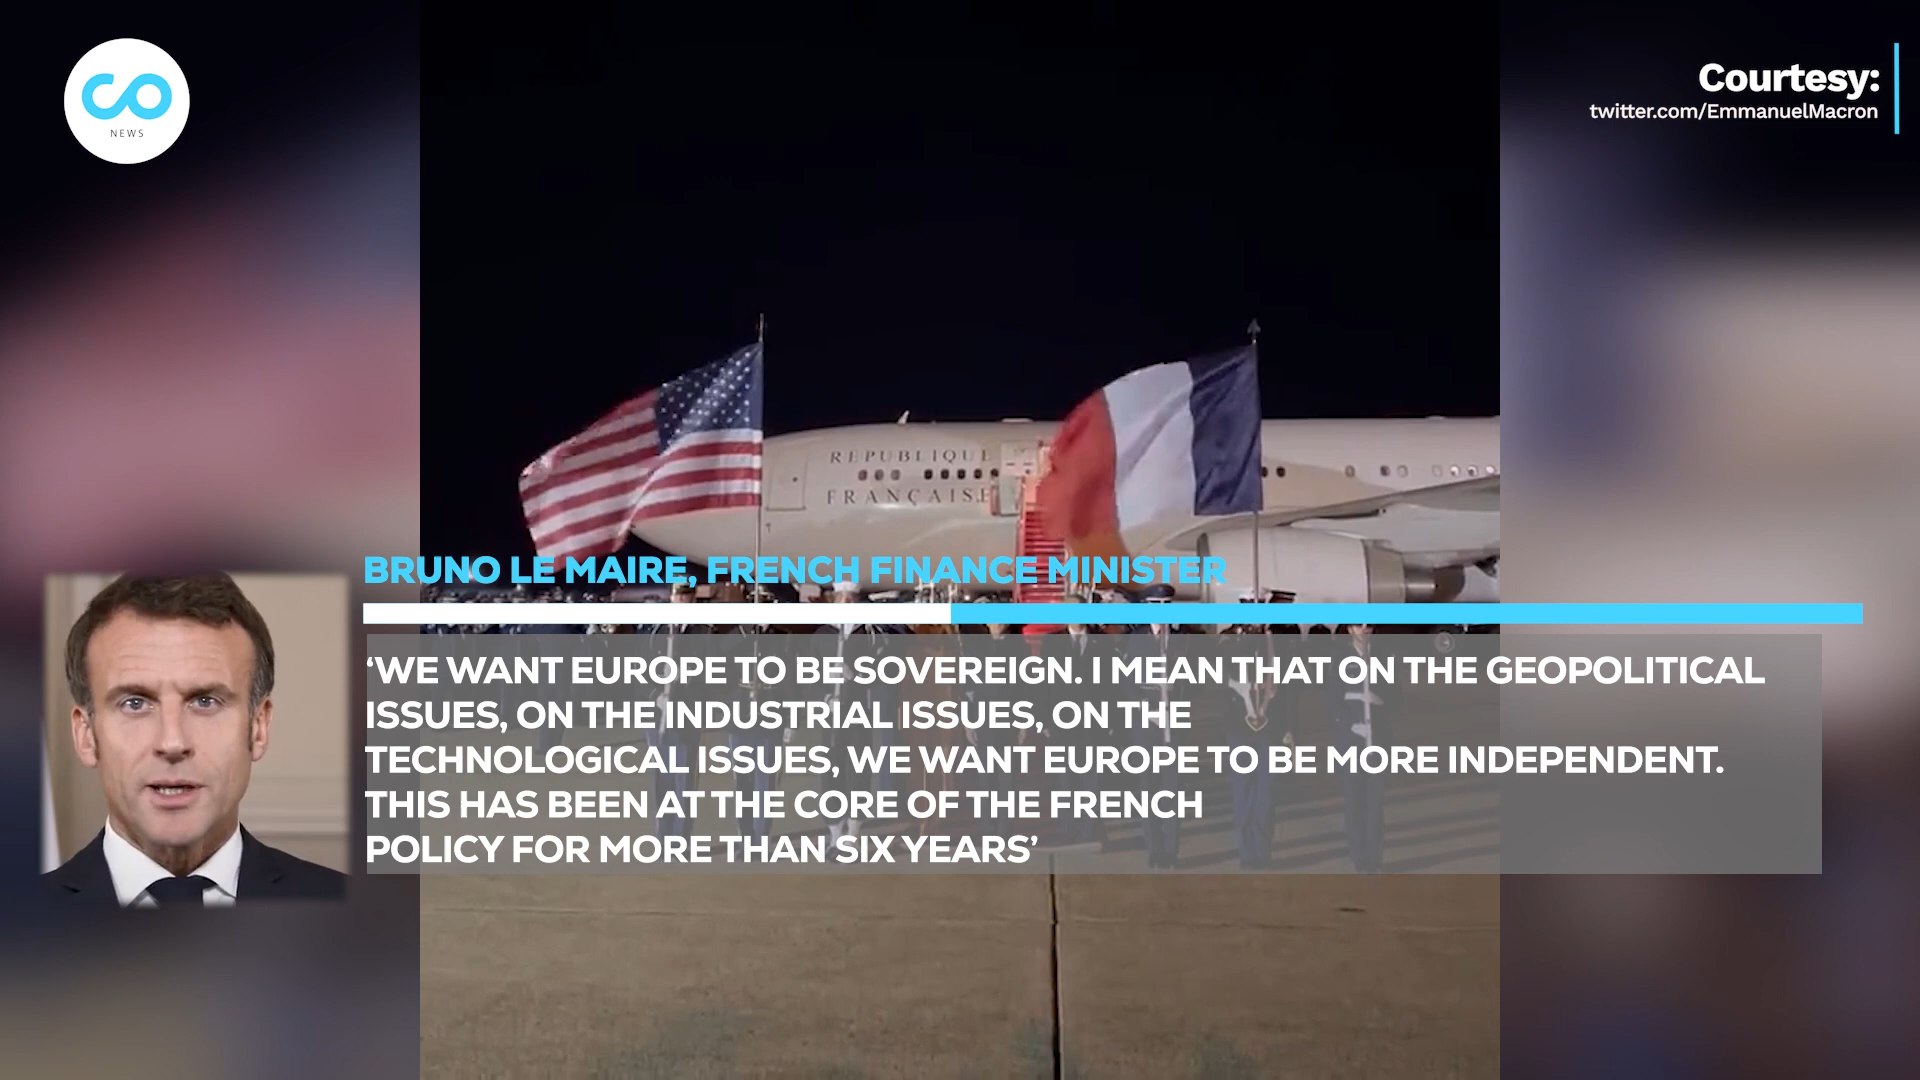 CO
NEWS
Courtesy:
twitter.com/EmmanuelMacron
RÉPUBLIQUE
FRANÇAISE
BRUNO LE MAIRE, FRENCH FINANCE MINISTER
‘WE WANT EUROPE TO BE SOVEREIGN. I MEAN THAT ON THE GEOPOLITICAL
ISSUES, ON THE INDUSTRIAL ISSUES, ON THE
TECHNOLOGICAL ISSUES, WE WANT EUROPE TO BE MORE INDEPENDENT.
THIS HAS BEEN AT THE CORE OF THE FRENCH
POLICY FOR MORE THAN SIX YEARS’